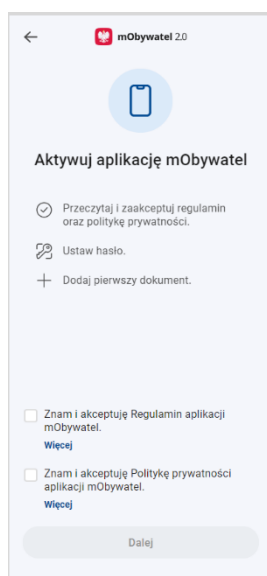 mObywatel 2.0
Aktywuj aplikację mObywatel
Przeczytaj i zaakceptuj regulamin
oraz politykę prywatności.
Ustaw hasło.
Dodaj pierwszy dokument.
Znam i akceptuję Regulamin aplikacji
mObywatel.
Więcej
Znam i akceptuję Politykę prywatności
aplikacji mObywatel.
Więcej
Dalej